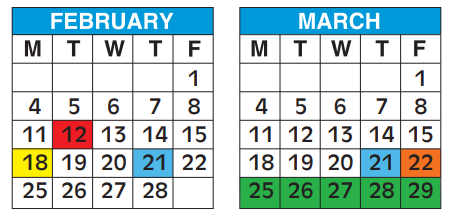 FEBRUARY
M T W T F
1
4 5 6 7 8
11 12 13 14 15
18 19 20 21 22
25 26 27 28
MARCH
M T W T F
1
4 5 6 7 8
11 12 13 14 15
18 19 20 21 22
25 26 27 28 29